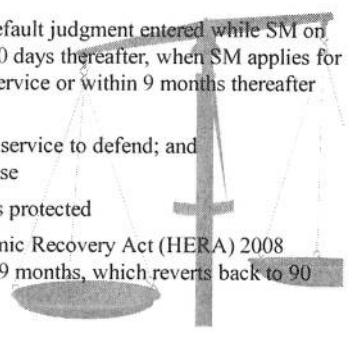 efault judgment entered while SM on
0 days thereafter, when SM applies for
ervice or within 9 months thereafter
service to defend; and
se
s protected
mic Recovery Act (HERA) 2008
9 months, which reverts back to 90